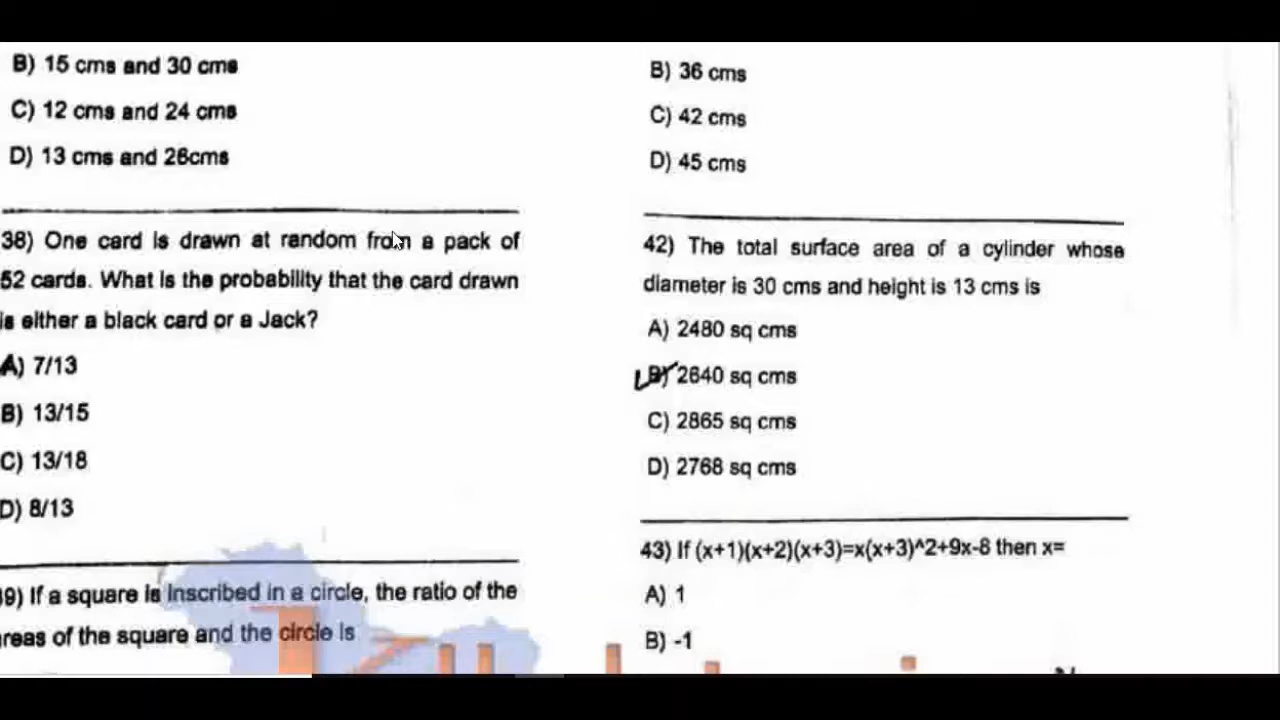 B) 15 cms and 30 cms
C) 12 cms and 24 cms
D) 13 cms and 26cms
38) One card is drawn at random from a pack of
52 cards. What is the probability that the card drawn
is either a black card or a Jack?
A) 7/13
B) 13/15
C) 13/18
D) 8/13
39) If a square is inscribed in a circle, the ratio of the
areas of the square and the circle is
B) 36 cms
C) 42 cms
D) 45 cms
42) The total surface area of a cylinder whose
diameter is 30 cms and height is 13 cms is
A) 2480 sq cms
B) 2640 sq cms
C) 2865 sq cms
D) 2768 sq cms
43) If (x+1)(x+2)(x+3)=x(x+3)^2+9x-8 then x=
A) 1
B) -1